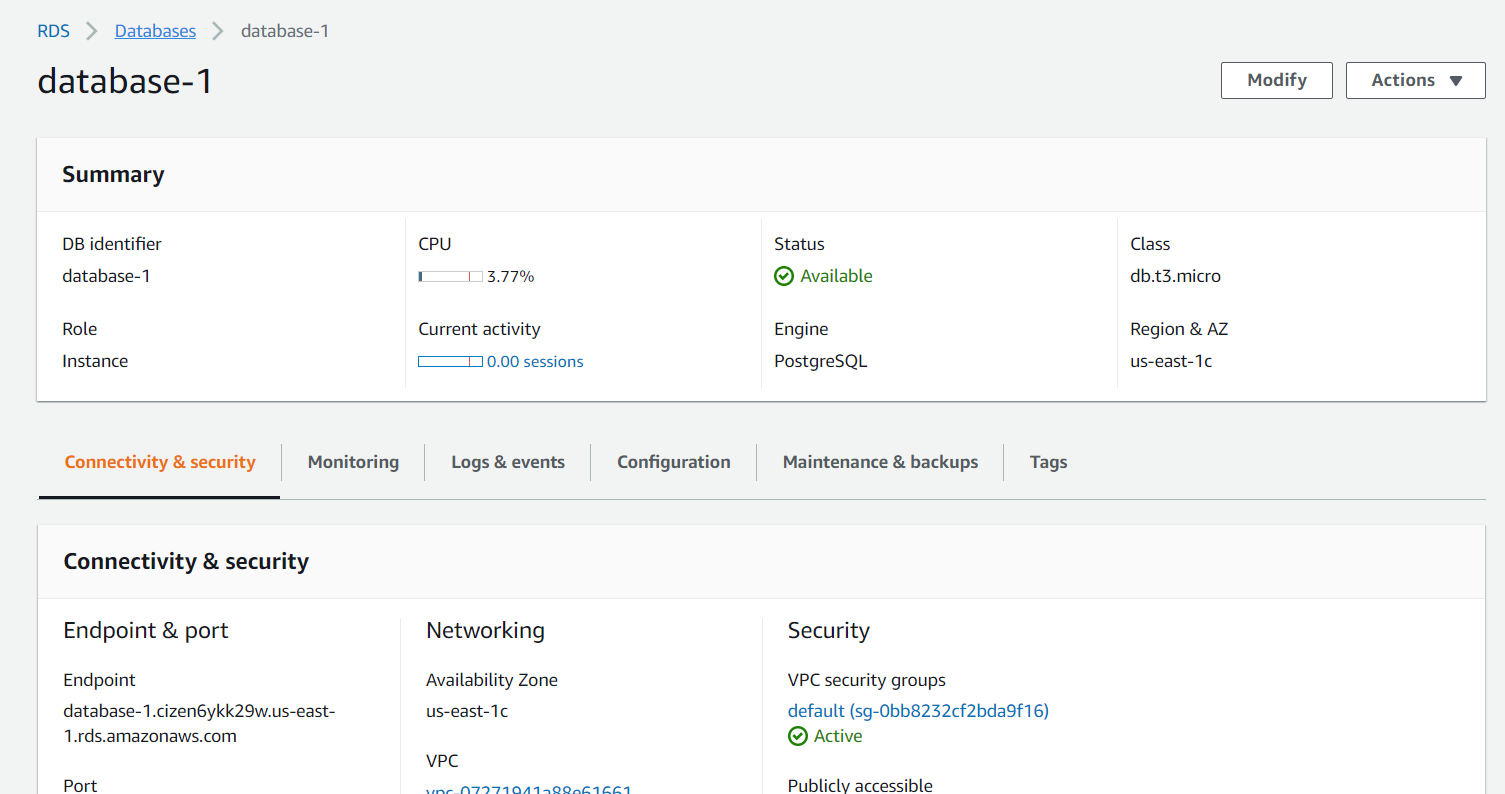 RDS > Databases > database-1
database-1
Modify
Actions
Summary
DB identifier
database-1
CPU
3.77%
Status
Available
Class
db.t3.micro
Role
Instance
Current activity
0.00 sessions
Engine
PostgreSQL
Region & AZ
us-east-1c
Connectivity & security
Monitoring
Logs & events
Configuration
Maintenance & backups
Tags
Connectivity & security
Endpoint & port
Endpoint
database-1.cizen6ykk29w.us-east-
1.rds.amazonaws.com
Port
Networking
Availability Zone
us-east-1c
VPC
vpc-07271941a88e61661
Security
VPC security groups
default (sg-0bb8232cf2bda9f16)
Active
Publicly accessible